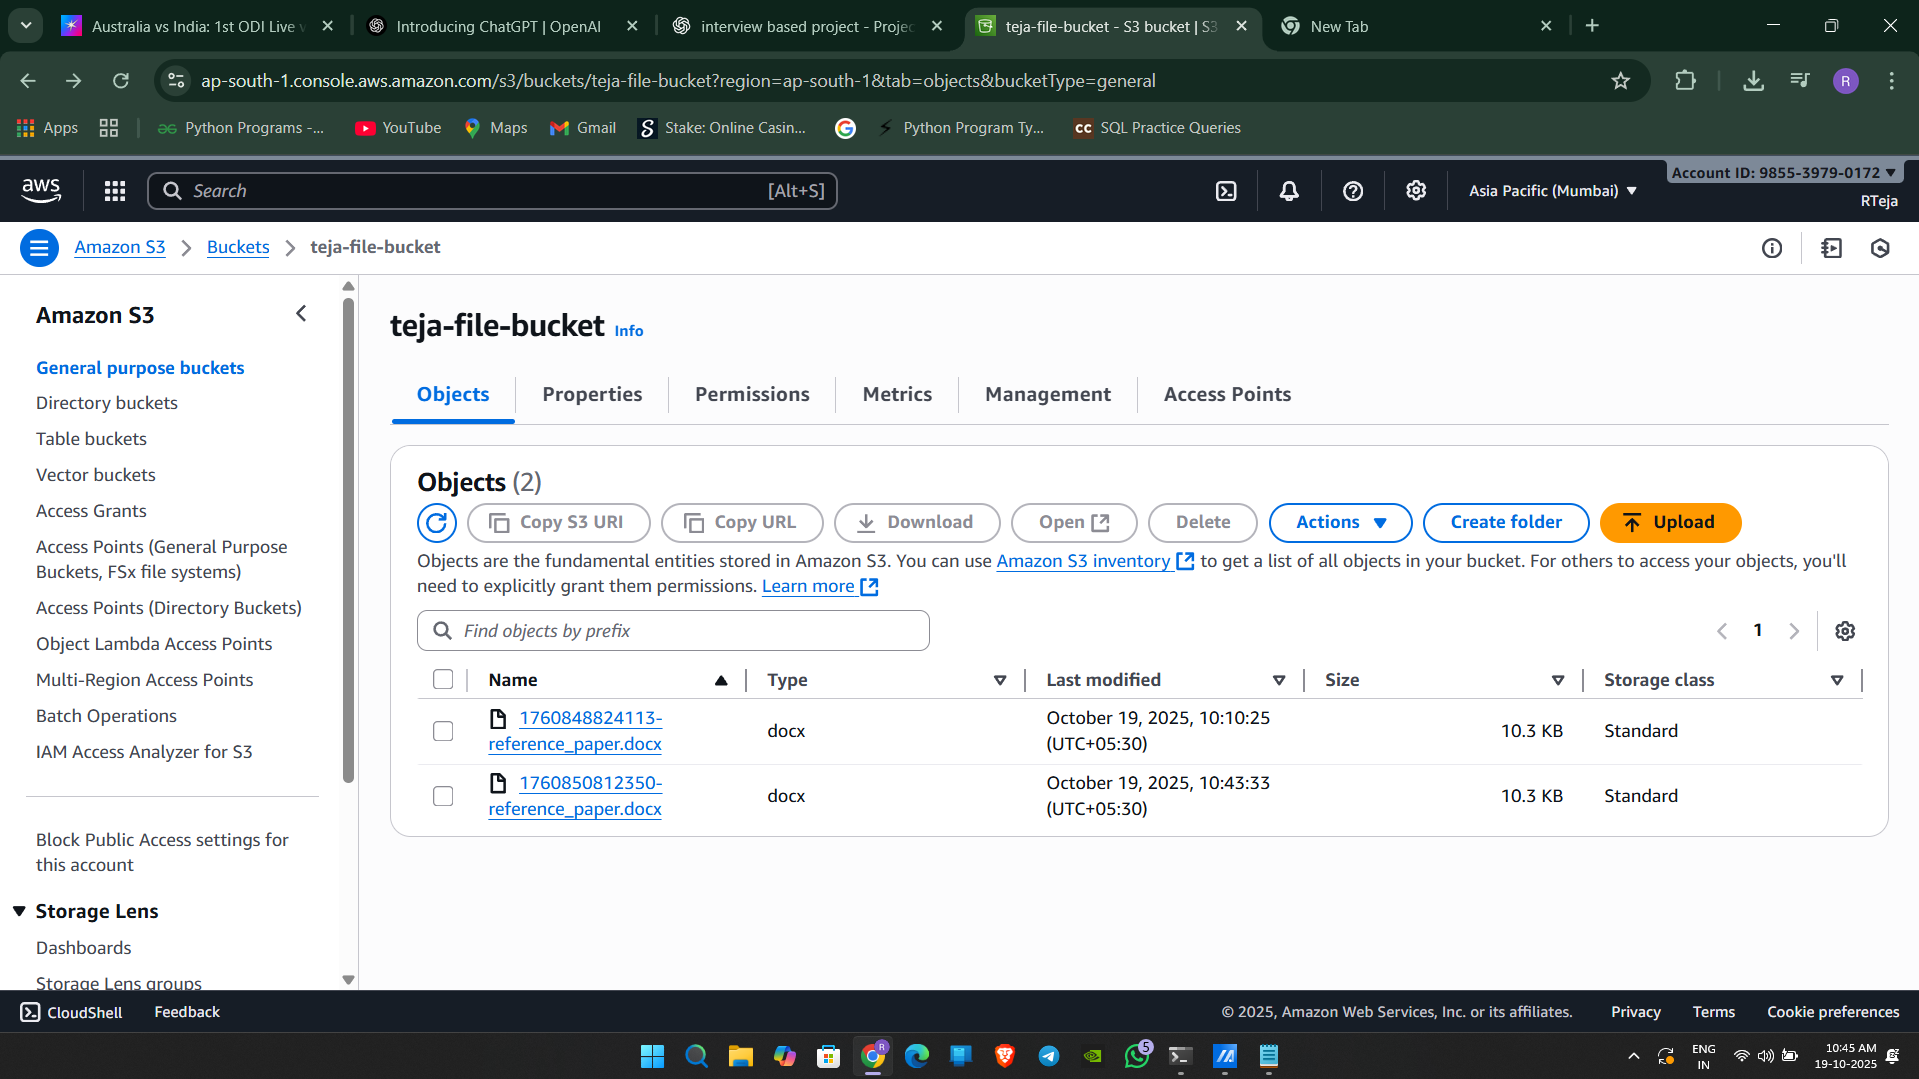 Australia vs India: 1st ODI Live v
Introducing ChatGPT | OpenAI
interview based project - Projec
teja-file-bucket - S3 bucket | S3
New Tab
ap-south-1.console.aws.amazon.com/s3/buckets/teja-file-bucket?region=ap-south-1&tab=objects&bucketType=general
R
Apps
Python Programs -...
YouTube
Maps
Gmail
S Stake: Online Casin...
Python Program Ty...
CC SQL Practice Queries
aws
Search
[Alt+S]
Asia Pacific (Mumbai)
Account ID: 9855-3979-0172
RTeja
Amazon S3
Buckets
teja-file-bucket
Amazon S3
General purpose buckets
Directory buckets
Table buckets
Vector buckets
Access Grants
Access Points (General Purpose
Buckets, FSx file systems)
Access Points (Directory Buckets)
Object Lambda Access Points
Multi-Region Access Points
Batch Operations
IAM Access Analyzer for S3
Block Public Access settings for
this account
Storage Lens
Dashboards
Storage Lens groups
teja-file-bucket Info
Objects
Properties
Permissions
Metrics
Management
Access Points
Objects (2)
Copy S3 URI
Copy URL
Download
Open
Delete
Actions
Create folder
Upload
Objects are the fundamental entities stored in Amazon S3. You can use Amazon S3 inventory to get a list of all objects in your bucket. For others to access your objects, you'll
need to explicitly grant them permissions. Learn more
Find objects by prefix
1
Name
Type
Last modified
Size
Storage class
1760848824113-
reference_paper.docx
docx
October 19, 2025, 10:10:25
(UTC+05:30)
10.3 KB
Standard
1760850812350-
reference_paper.docx
docx
October 19, 2025, 10:43:33
(UTC+05:30)
10.3 KB
Standard
CloudShell
Feedback
© 2025, Amazon Web Services, Inc. or its affiliates.
Privacy
Terms
Cookie preferences
R
5
ENG
IN
10:45 AM
19-10-2025